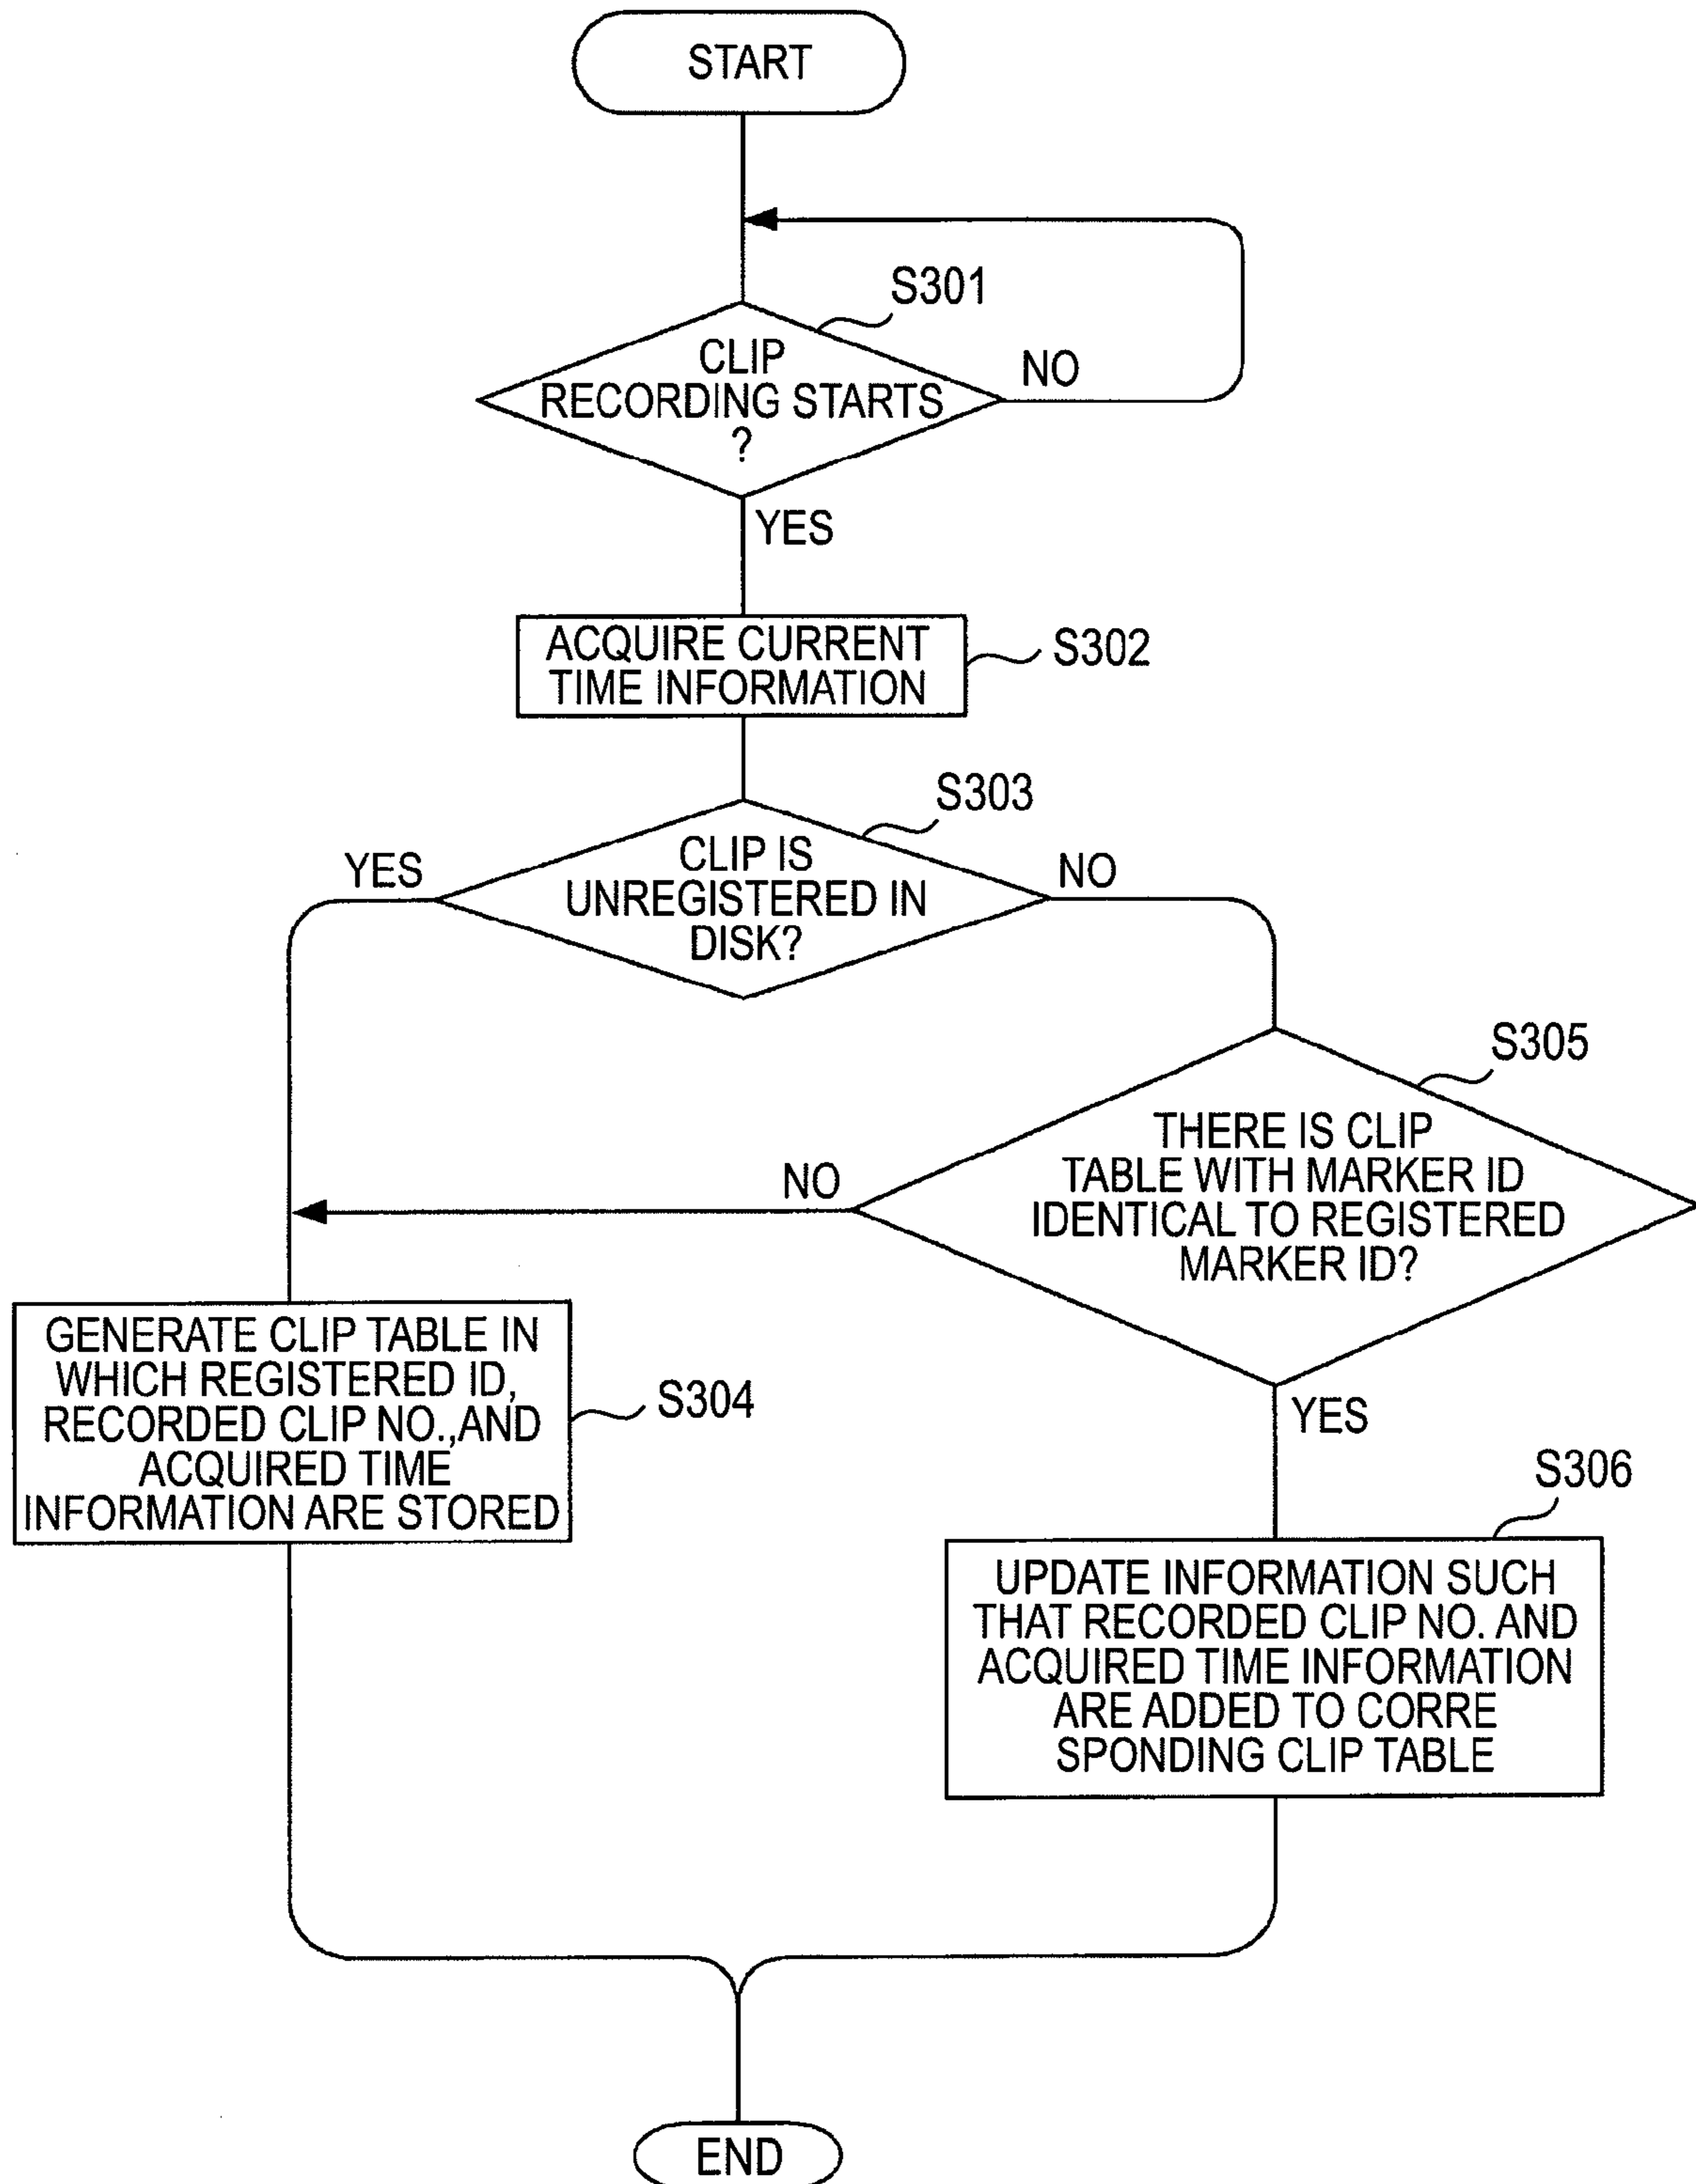 START
S301
CLIP
RECORDING STARTS
?
NO
YES
ACQUIRE CURRENT
TIME INFORMATION
S302
S303
YES
CLIP IS
UNREGISTERED IN
DISK?
NO
S305
THERE IS CLIP
TABLE WITH MARKER ID
IDENTICAL TO REGISTERED
MARKER ID?
NO
YES
GENERATE CLIP TABLE IN
WHICH REGISTERED ID,
RECORDED CLIP NO.,AND
ACQUIRED TIME
INFORMATION ARE STORED
S304
S306
UPDATE INFORMATION SUCH
THAT RECORDED CLIP NO. AND
ACQUIRED TIME INFORMATION
ARE ADDED TO CORRE
SPONDING CLIP TABLE
END